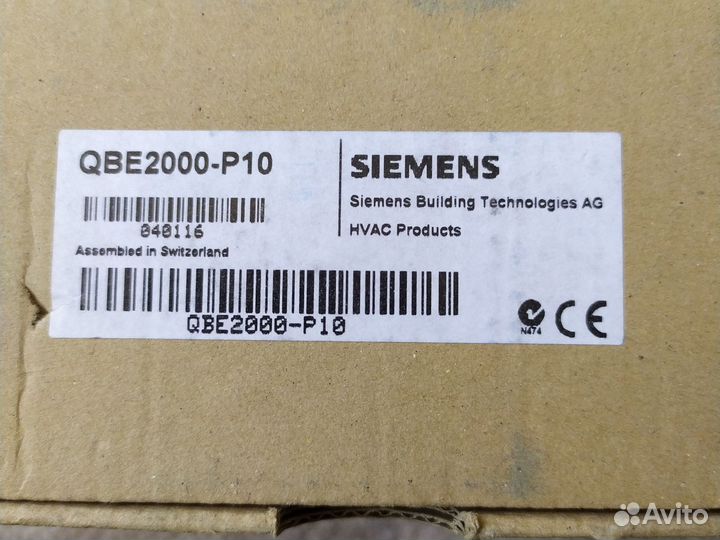 QBE2000-P10
040116
Assembled in Switzerland
QBE2000-P10
SIEMENS
Siemens Building Technologies AG
HVAC Products
N474
CE
Avito